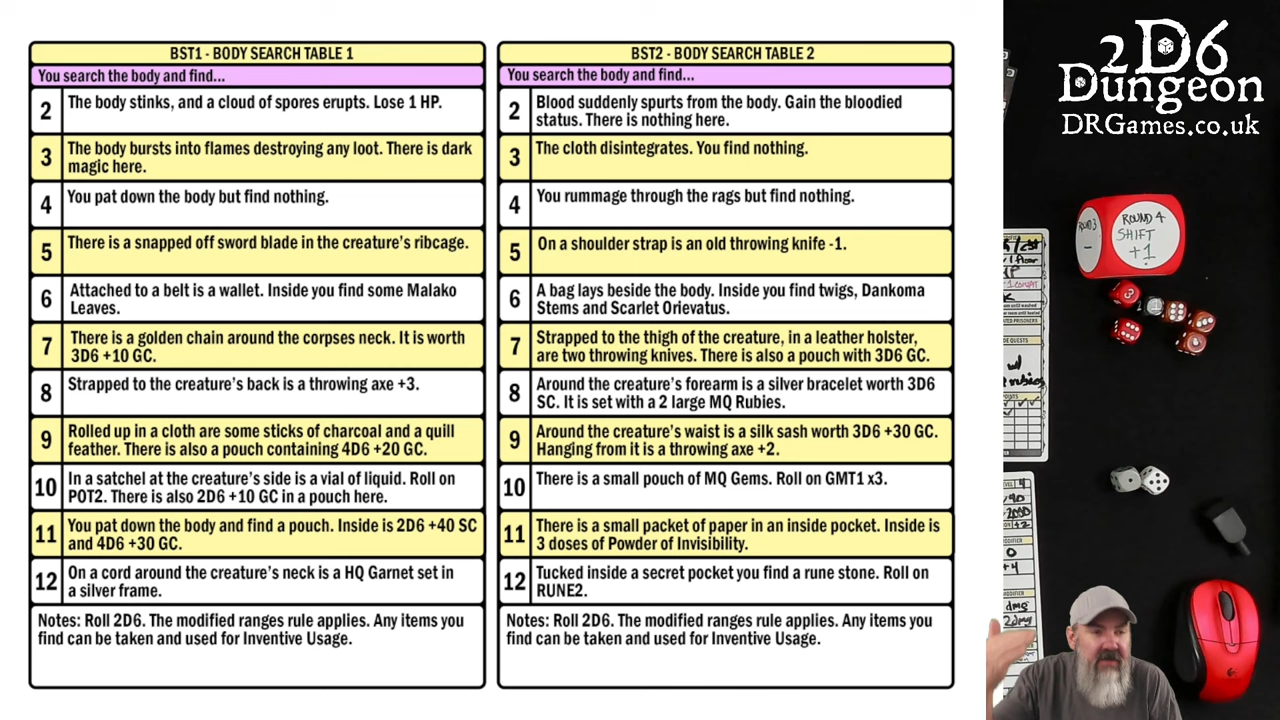 BST1 - BODY SEARCH TABLE 1
You search the body and find...
2 The body stinks, and a cloud of spores erupts. Lose 1 HP.
3 The body bursts into flames destroying any loot. There is dark
magic here.
4 You pat down the body but find nothing.
5 There is a snapped off sword blade in the creature's ribcage.
6 Attached to a belt is a wallet. Inside you find some Malako
Leaves.
7 There is a golden chain around the corpses neck. It is worth
3D6 +10 GC.
8 Strapped to the creature's back is a throwing axe +3.
9 Rolled up in a cloth are some sticks of charcoal and a quill
feather. There is also a pouch containing 4D6 +20 GC.
10 In a satchel at the creature's side is a vial of liquid. Roll on
POT2. There is also 2D6 +10 GC in a pouch here.
11 You pat down the body and find a pouch. Inside is 2D6 +40 SC
and 4D6 +30 GC.
12 On a cord around the creature's neck is a HQ Garnet set in
a silver frame.
Notes: Roll 2D6. The modified ranges rule applies. Any items you
find can be taken and used for Inventive Usage.
BST2 - BODY SEARCH TABLE 2
You search the body and find...
2 Blood suddenly spurts from the body. Gain the bloodied
status. There is nothing here.
3 The cloth disintegrates. You find nothing.
4 You rummage through the rags but find nothing.
5 On a shoulder strap is an old throwing knife -1.
6 A bag lays beside the body. Inside you find twigs, Dankoma
Stems and Scarlet Orievatus.
7 Strapped to the thigh of the creature, in a leather holster,
are two throwing knives. There is also a pouch with 3D6 GC.
8 Around the creature's forearm is a silver bracelet worth 3D6
SC. It is set with a 2 large MQ Rubies.
9 Around the creature's waist is a silk sash worth 3D6 +30 GC.
Hanging from it is a throwing axe +2.
10 There is a small pouch of MQ Gems. Roll on GMT1 x3.
11 There is a small packet of paper in an inside pocket. Inside is
3 doses of Powder of Invisibility.
12 Tucked inside a secret pocket you find a rune stone. Roll on
RUNE2.
Notes: Roll 2D6. The modified ranges rule applies. Any items you
find can be taken and used for Inventive Usage.
2D6
Dungeon
DRGames.co.uk
ROUND 3
-
ROUND 4
SHIFT
+1